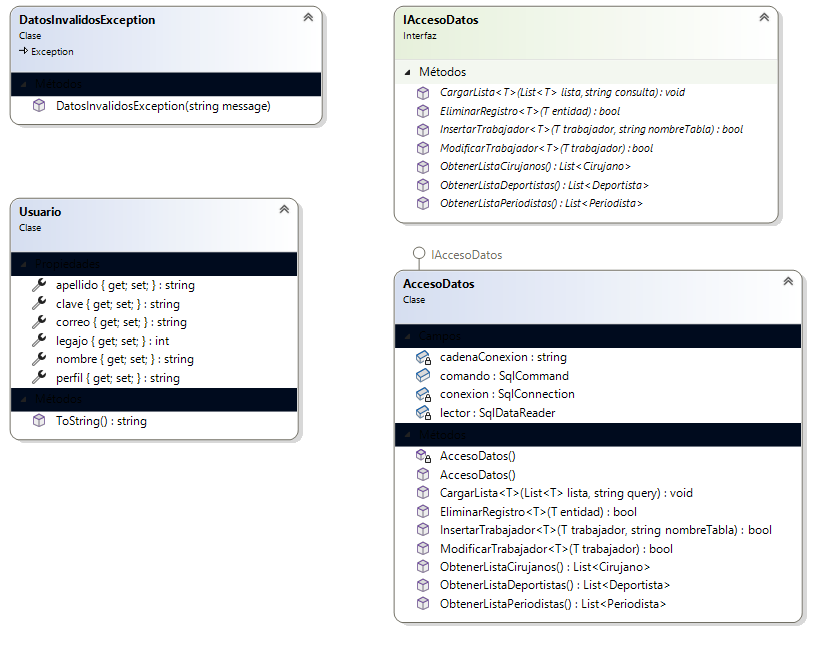 DatosInvalidosException
Clase
Exception
Métodos
DatosInvalidosException(string message)
Usuario
Clase
Propiedades
apellido { get; set; } : string
clave { get; set; } : string
correo { get; set; } : string
legajo { get; set; } : int
nombre { get; set; } : string
perfil { get; set; } : string
Métodos
ToString() : string
IAccesoDatos
Interfaz
Métodos
CargarLista<T>(List<T> lista, string consulta) : void
EliminarRegistro<T>(T entidad) : bool
InsertarTrabajador<T>(T trabajador, string nombreTabla) : bool
ModificarTrabajador<T>(T trabajador) : bool
ObtenerListaCirujanos() : List<Cirujano>
ObtenerListaDeportistas() : List<Deportista>
ObtenerListaPeriodistas() : List<Periodista>
IAccesoDatos
AccesoDatos
Clase
cadenaConexion : string
comando : SqlCommand
conexion : SqlConnection
lector : SqlDataReader
Métodos
AccesoDatos()
AccesoDatos()
CargarLista<T>(List<T> lista, string query) : void
EliminarRegistro<T>(T entidad) : bool
InsertarTrabajador<T>(T trabajador, string nombreTabla) : bool
ModificarTrabajador<T>(T trabajador) : bool
ObtenerListaCirujanos() : List<Cirujano>
ObtenerListaDeportistas() : List<Deportista>
ObtenerListaPeriodistas() : List<Periodista>